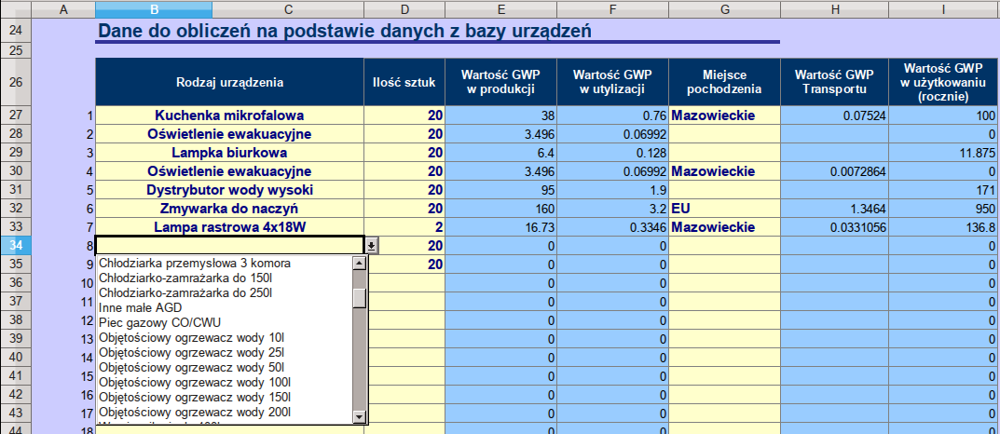 A B C D E F G H I
24 Dane do obliczeń na podstawie danych z bazy urządzeń
25
26 Rodzaj urządzenia Ilość sztuk Wartość GWP w produkcji Wartość GWP w utylizacji Miejsce pochodzenia Wartość GWP Transportu Wartość GWP w użytkowaniu (rocznie)
27 1 Kuchenka mikrofalowa 20 38 0.76 Mazowieckie 0.07524 100
28 2 Oświetlenie ewakuacyjne 20 3.496 0.06992 0
29 3 Lampka biurkowa 20 6.4 0.128 11.875
30 4 Oświetlenie ewakuacyjne 20 3.496 0.06992 Mazowieckie 0.0072864 0
31 5 Dystrybutor wody wysoki 20 95 1.9 171
32 6 Zmywarka do naczyń 20 160 3.2 EU 1.3464 950
33 7 Lampa rastrowa 4x18W 2 16.73 0.3346 Mazowieckie 0.0331056 136.8
34 8 20 0 0 0
35 9 Chłodziarka przemysłowa 3 komora 20 0 0 0
Chłodziarko-zamrażarka do 150l
36 10 Chłodziarko-zamrażarka do 250l 0 0 0
37 11 Inne małe AGD 0 0 0
38 12 Piec gazowy CO/CWU 0 0 0
39 13 Objętościowy ogrzewacz wody 10l 0 0 0
40 14 Objętościowy ogrzewacz wody 25l 0 0 0
41 15 Objętościowy ogrzewacz wody 50l 0 0 0
Objętościowy ogrzewacz wody 100l
42 16 Objętościowy ogrzewacz wody 150l 0 0 0
43 17 Objętościowy ogrzewacz wody 200l 0 0 0
44 18 0 0 0